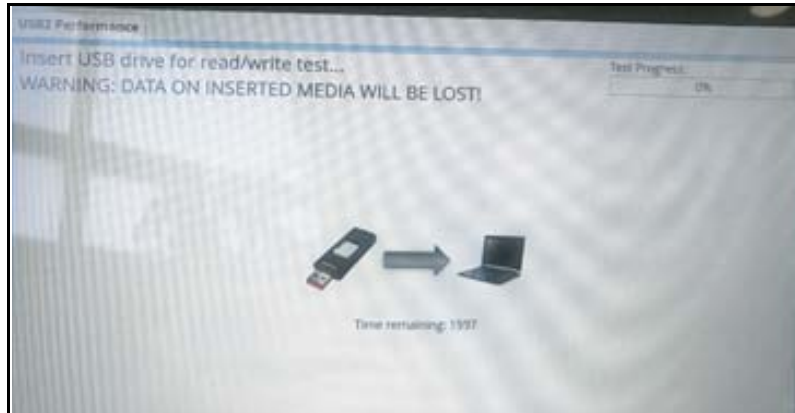 USB2 Performance
Insert USB drive for read/write test...
WARNING: DATA ON INSERTED MEDIA WILL BE LOST!
Test Progress:
0%
Time remaining: 1997